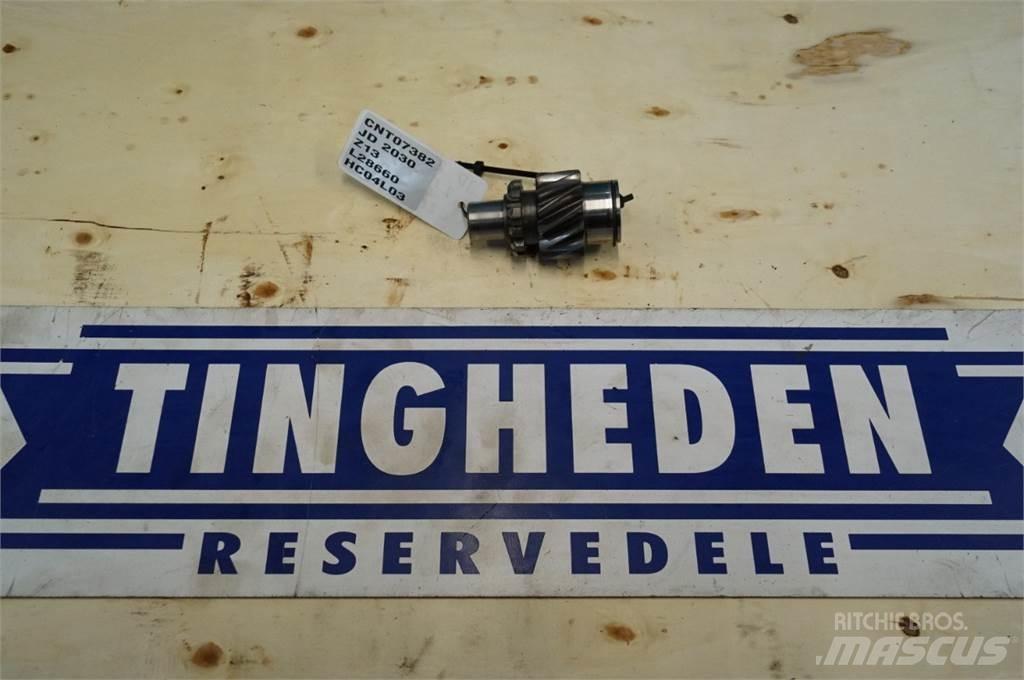 CNT07382
JD 2030
Z13
L28660
HC04L03
TINGHEDEN
RESERVEDELE
RITCHIE BROS.
MASCUS